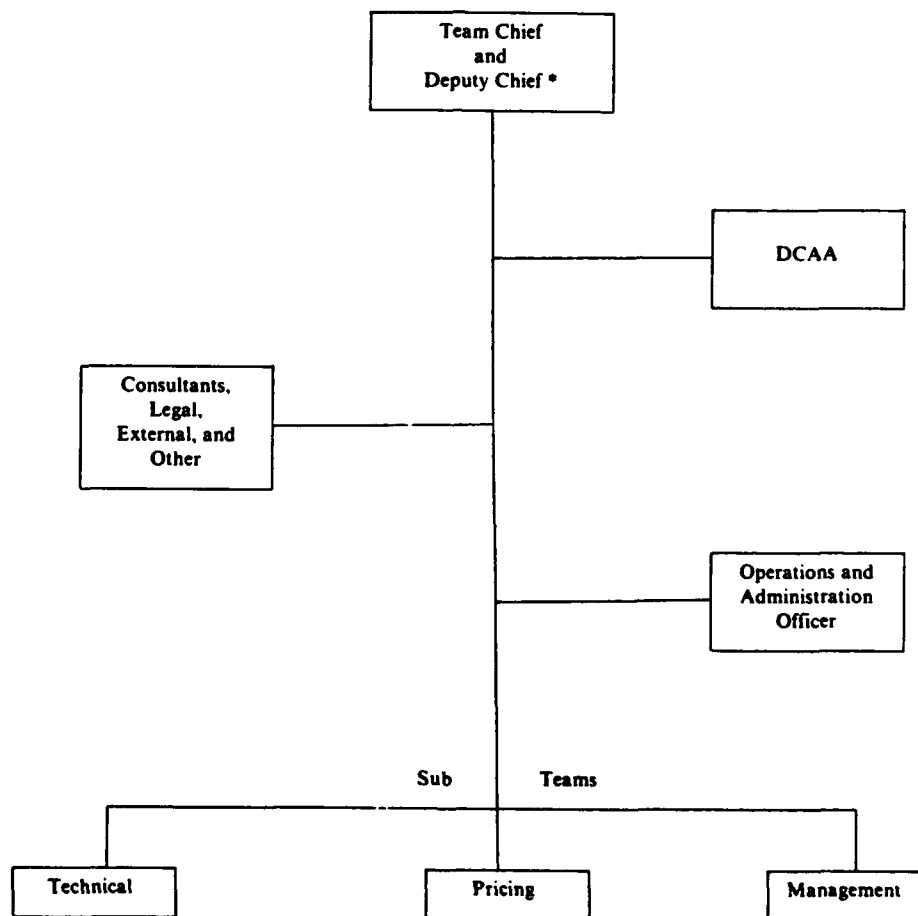 Team Chief
and
Deputy Chief *
DCAA
Consultants,
Legal,
External, and
Other
Operations and
Administration
Officer
Sub Teams
Technical
Pricing
Management